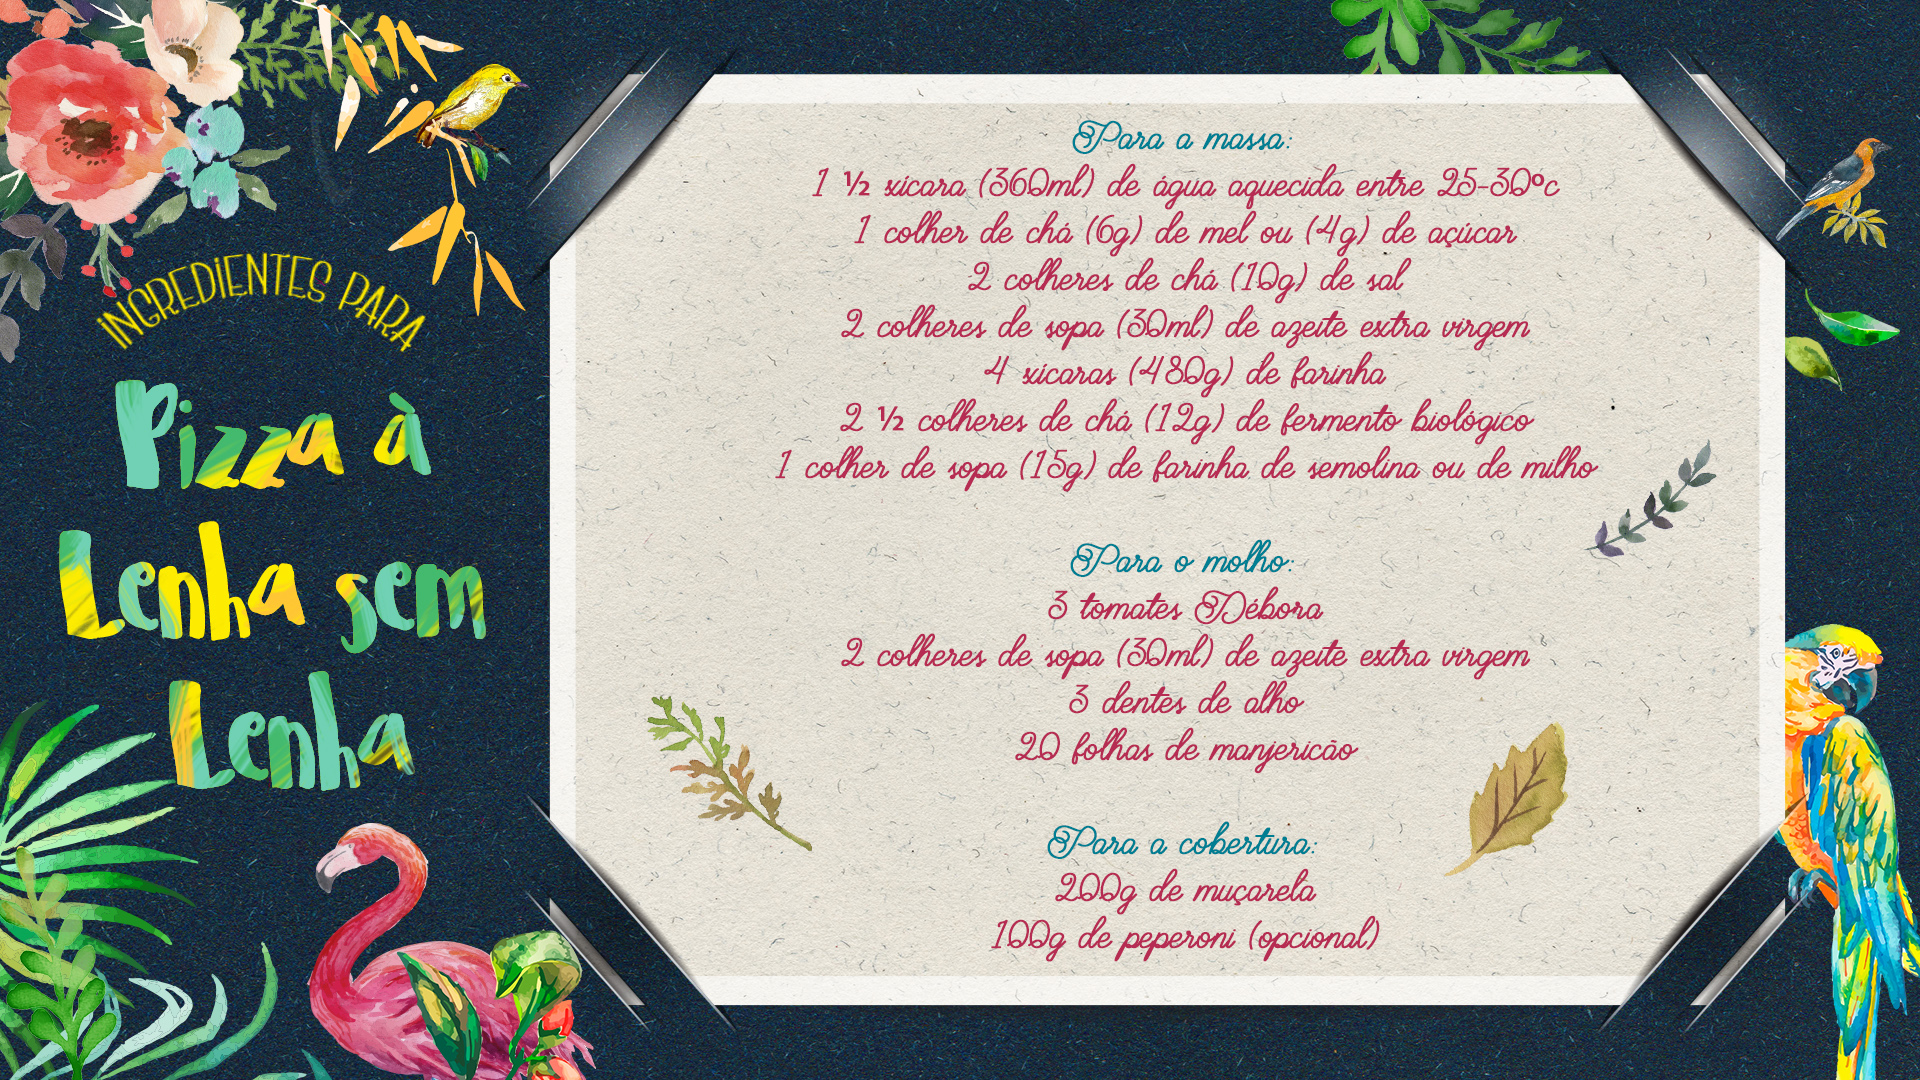 INGREDIENTES PARA
Pizza à
Lenha sem
Lenha
Para a massa:
1 ½ xícara (360ml) de água aquecida entre 25-30ºc
1 colher de chá (6g) de mel ou (4g) de açúcar
2 colheres de chá (10g) de sal
2 colheres de sopa (30ml) de azeite extra virgem
4 xícaras (480g) de farinha
2 ½ colheres de chá (12g) de fermento biológico
1 colher de sopa (15g) de farinha de semolina ou de milho
Para o molho:
3 tomates Débora
2 colheres de sopa (30ml) de azeite extra virgem
3 dentes de alho
20 folhas de manjericão
Para a cobertura:
200g de muçarela
100g de peperoni (opcional)